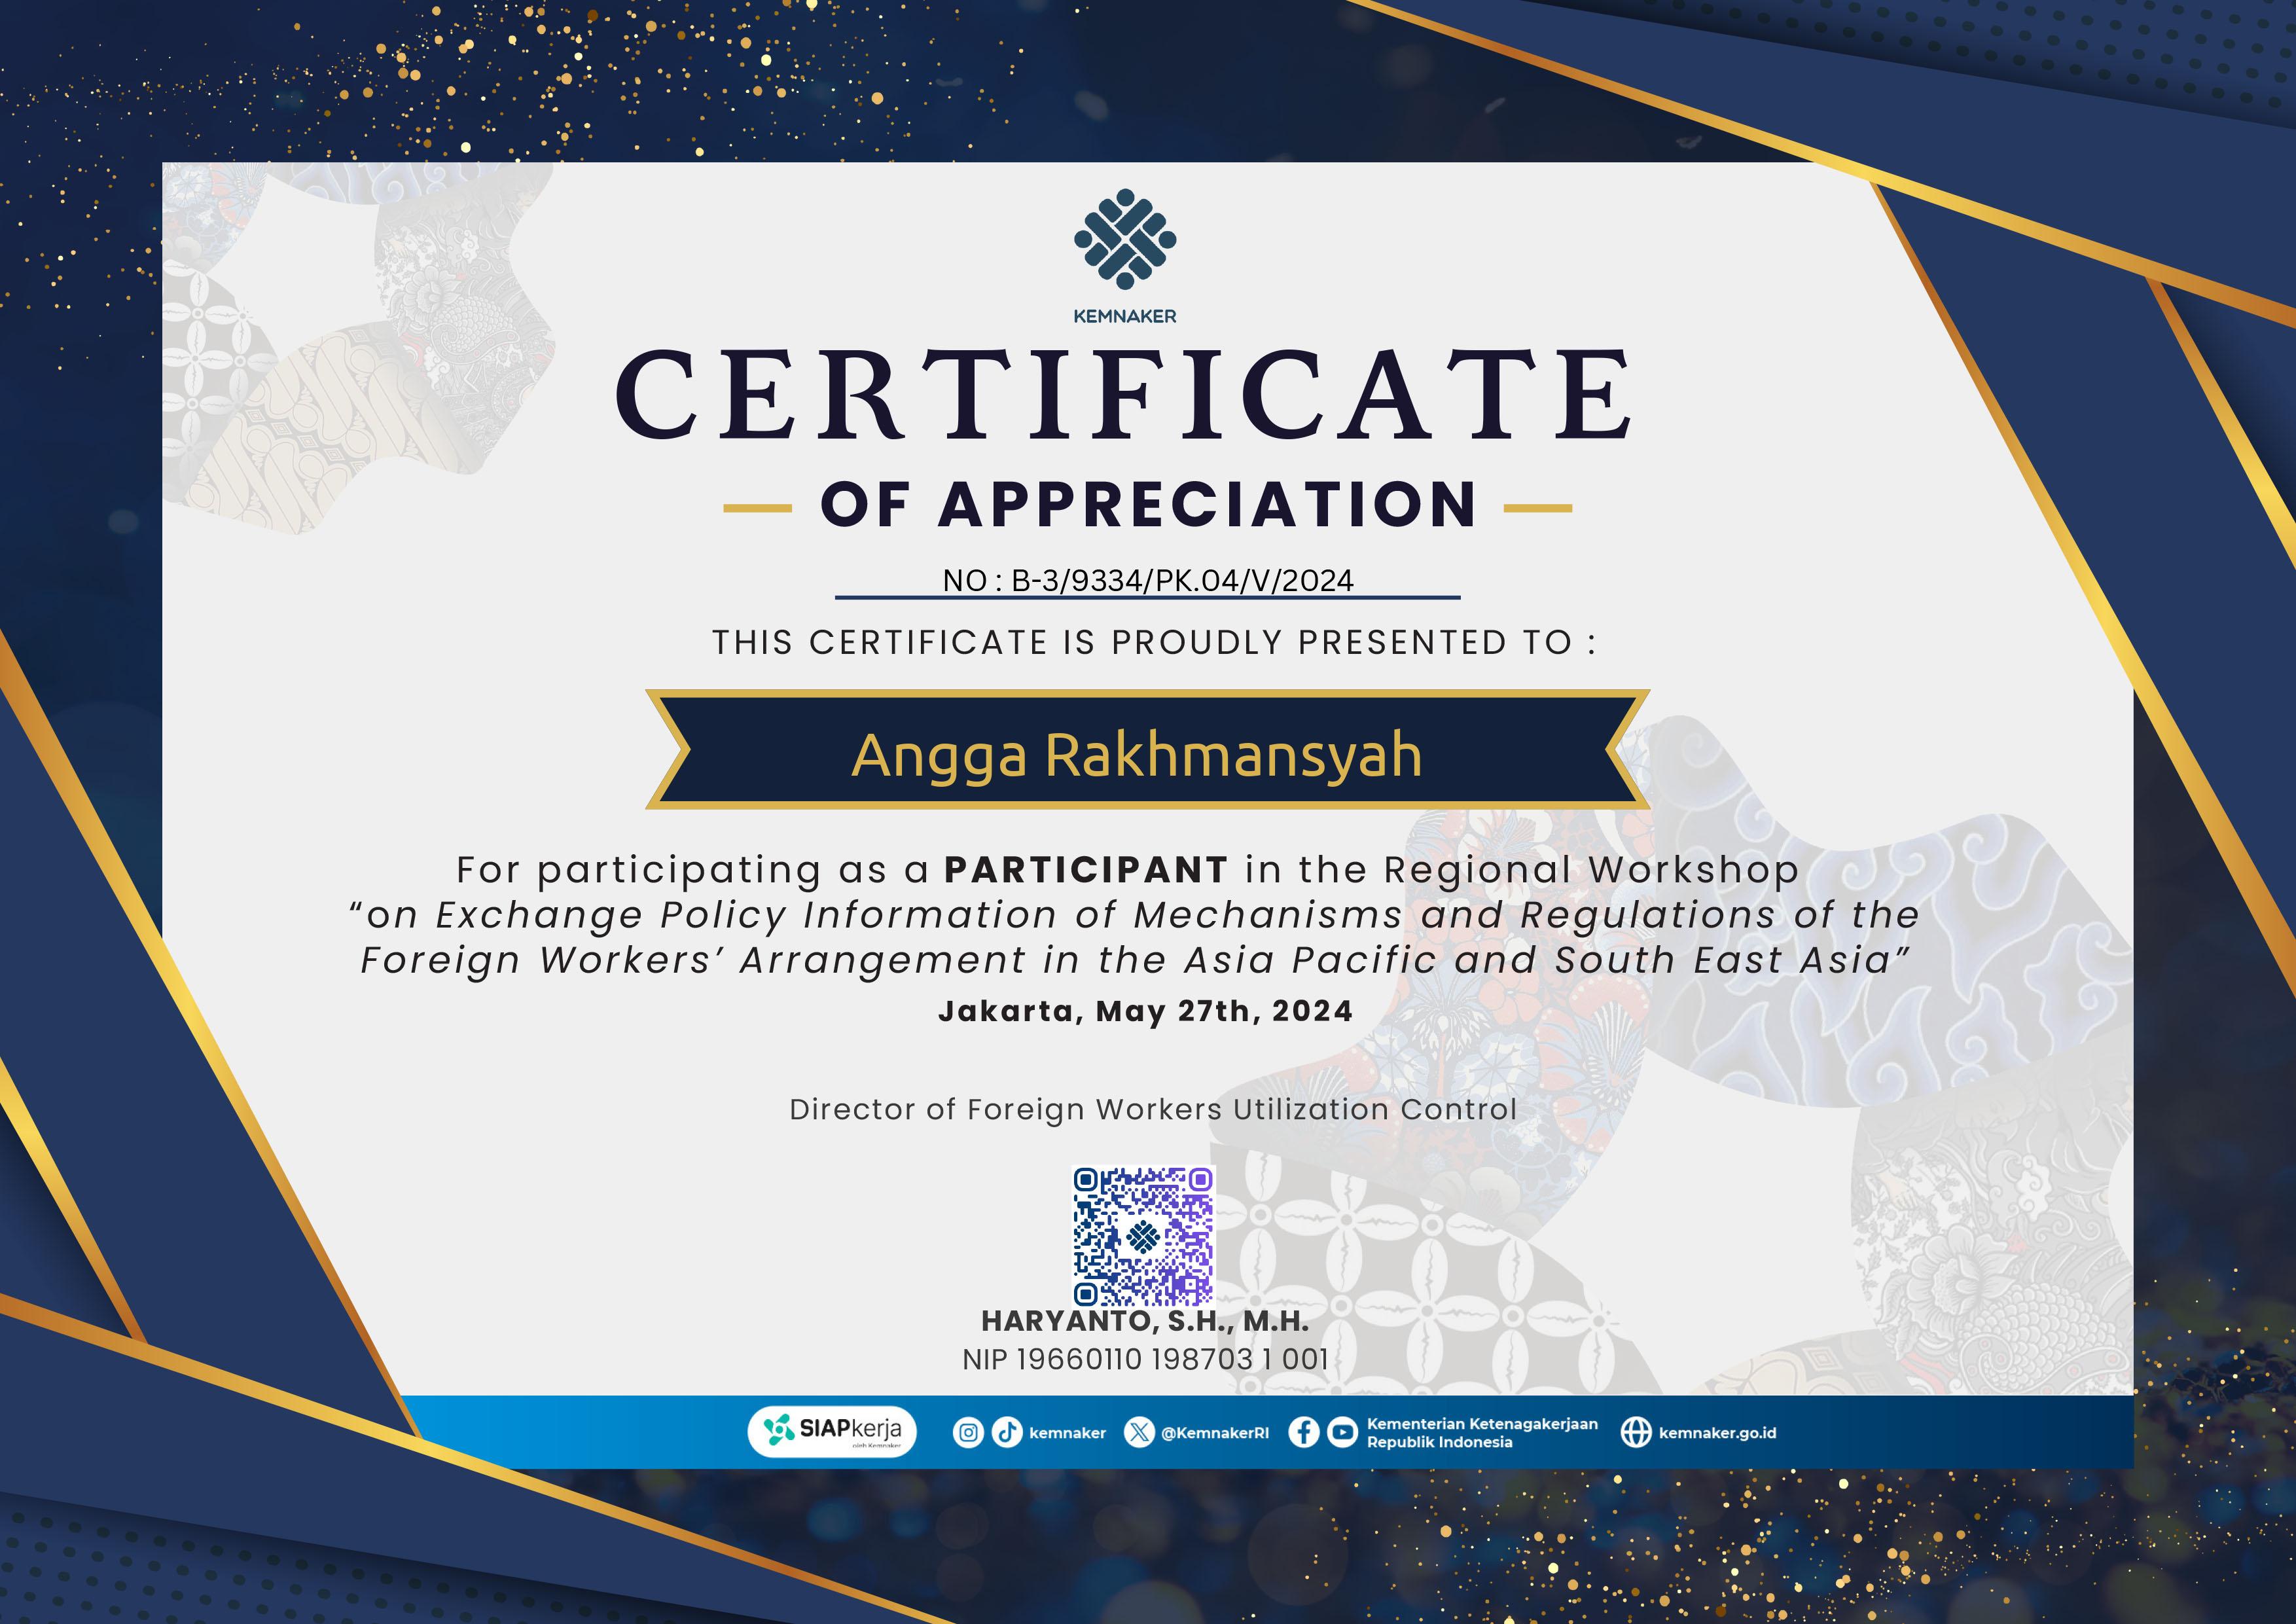 KEMNAKER
CERTIFICATE
OF APPRECIATION
NO : B-3/9334/PK.04/V/2024
THIS CERTIFICATE IS PROUDLY PRESENTED TO :
Angga Rakhmansyah
For participating as a PARTICIPANT in the Regional Workshop
“on Exchange Policy Information of Mechanisms and Regulations of the
Foreign Workers’ Arrangement in the Asia Pacific and South East Asia”
Jakarta, May 27th, 2024
Director of Foreign Workers Utilization Control
HARYANTO, S.H., M.H.
NIP 19660110 198703 1 001
SIAPkerja
oleh Kemnaker
kemnaker
@KemnakerRI
Kementerian Ketenagakerjaan
Republik Indonesia
kemnaker.go.id